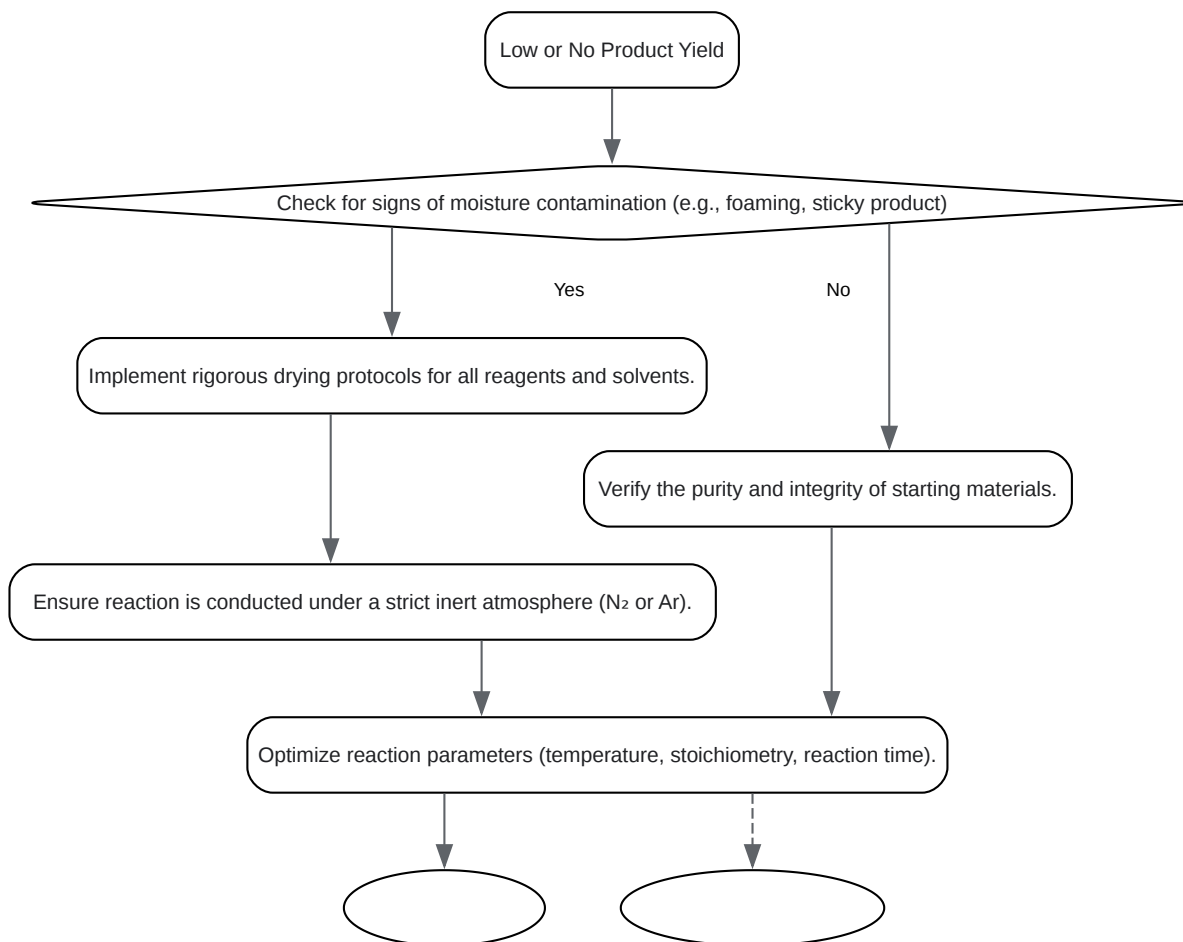 Low or No Product Yield
Check for signs of moisture contamination (e.g., foaming, sticky product)
Yes
No
Implement rigorous drying protocols for all reagents and solvents.
Verify the purity and integrity of starting materials.
Ensure reaction is conducted under a strict inert atmosphere (N₂ or Ar).
Optimize reaction parameters (temperature, stoichiometry, reaction time).